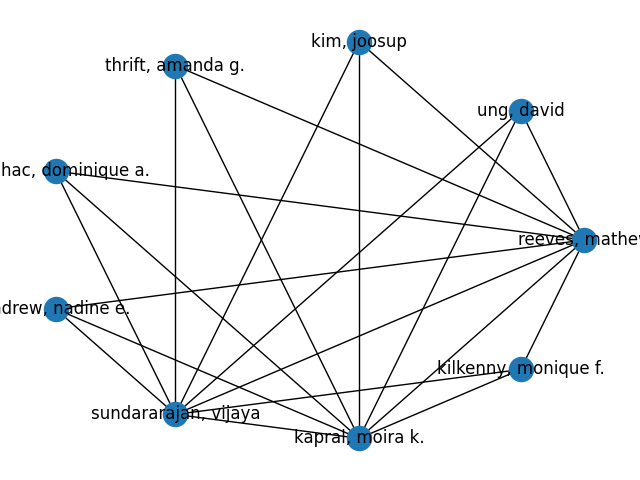 kim, joosup
thrift, amanda g.
ung, david
hac, dominique a.
reeves, mathew
drew, nadine e.
kilkenny, monique f.
sundararajan, vijaya
kapral, moira k.